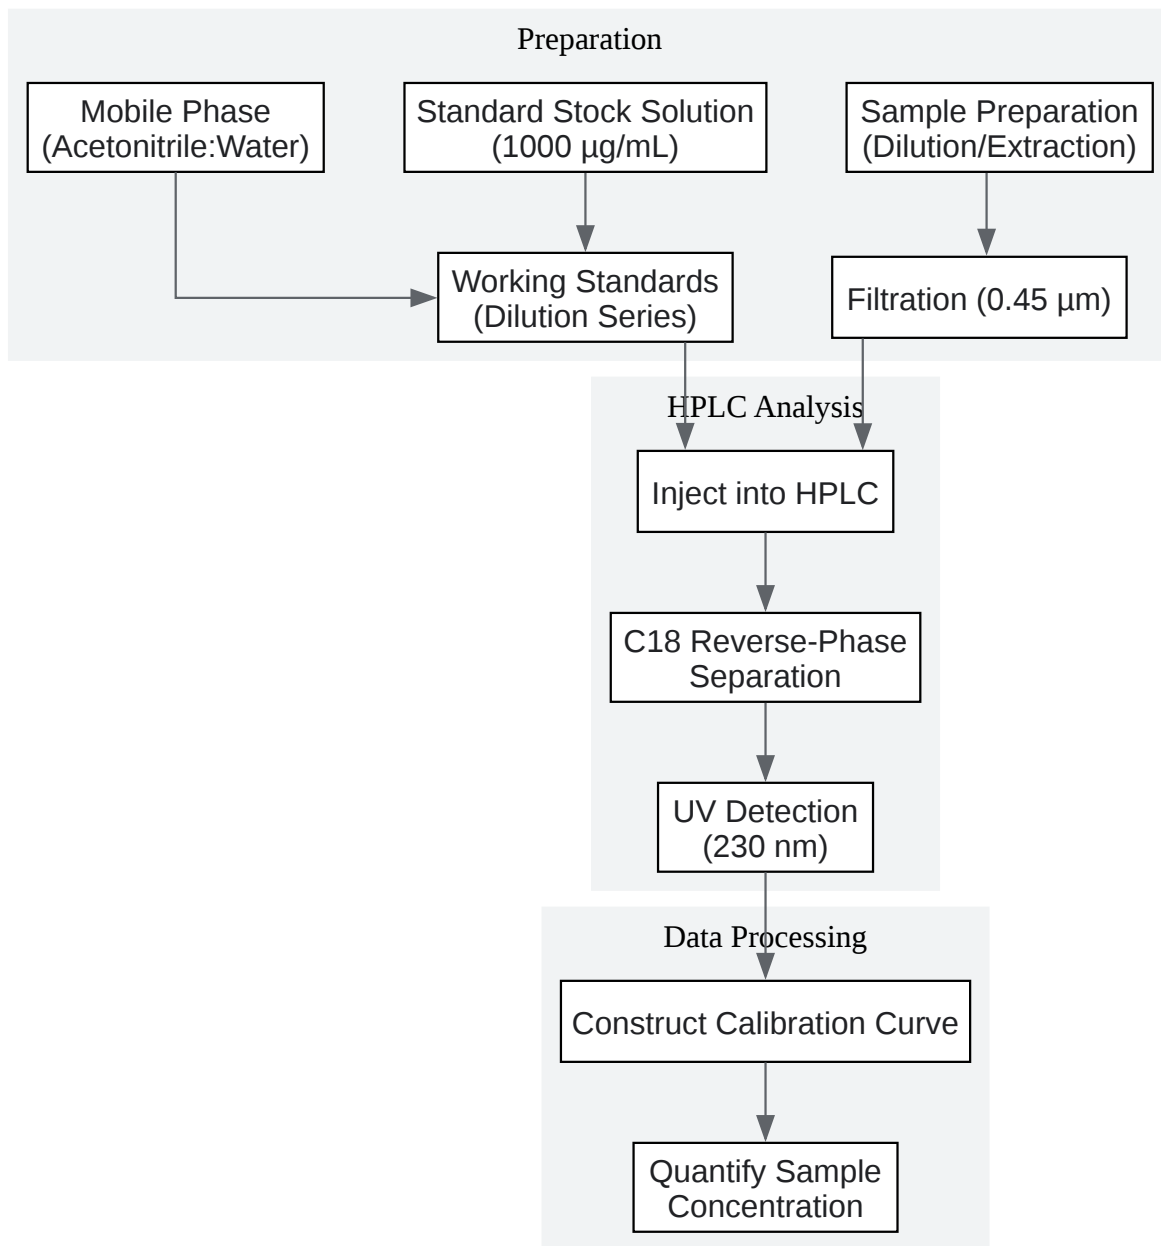 Preparation
Mobile Phase
(Acetonitrile:Water)
Standard Stock Solution
(1000 µg/mL)
Sample Preparation
(Dilution/Extraction)
Working Standards
(Dilution Series)
Filtration (0.45 µm)
HPLC Analysis
Inject into HPLC
C18 Reverse-Phase
Separation
UV Detection
(230 nm)
Data Processing
Construct Calibration Curve
Quantify Sample
Concentration